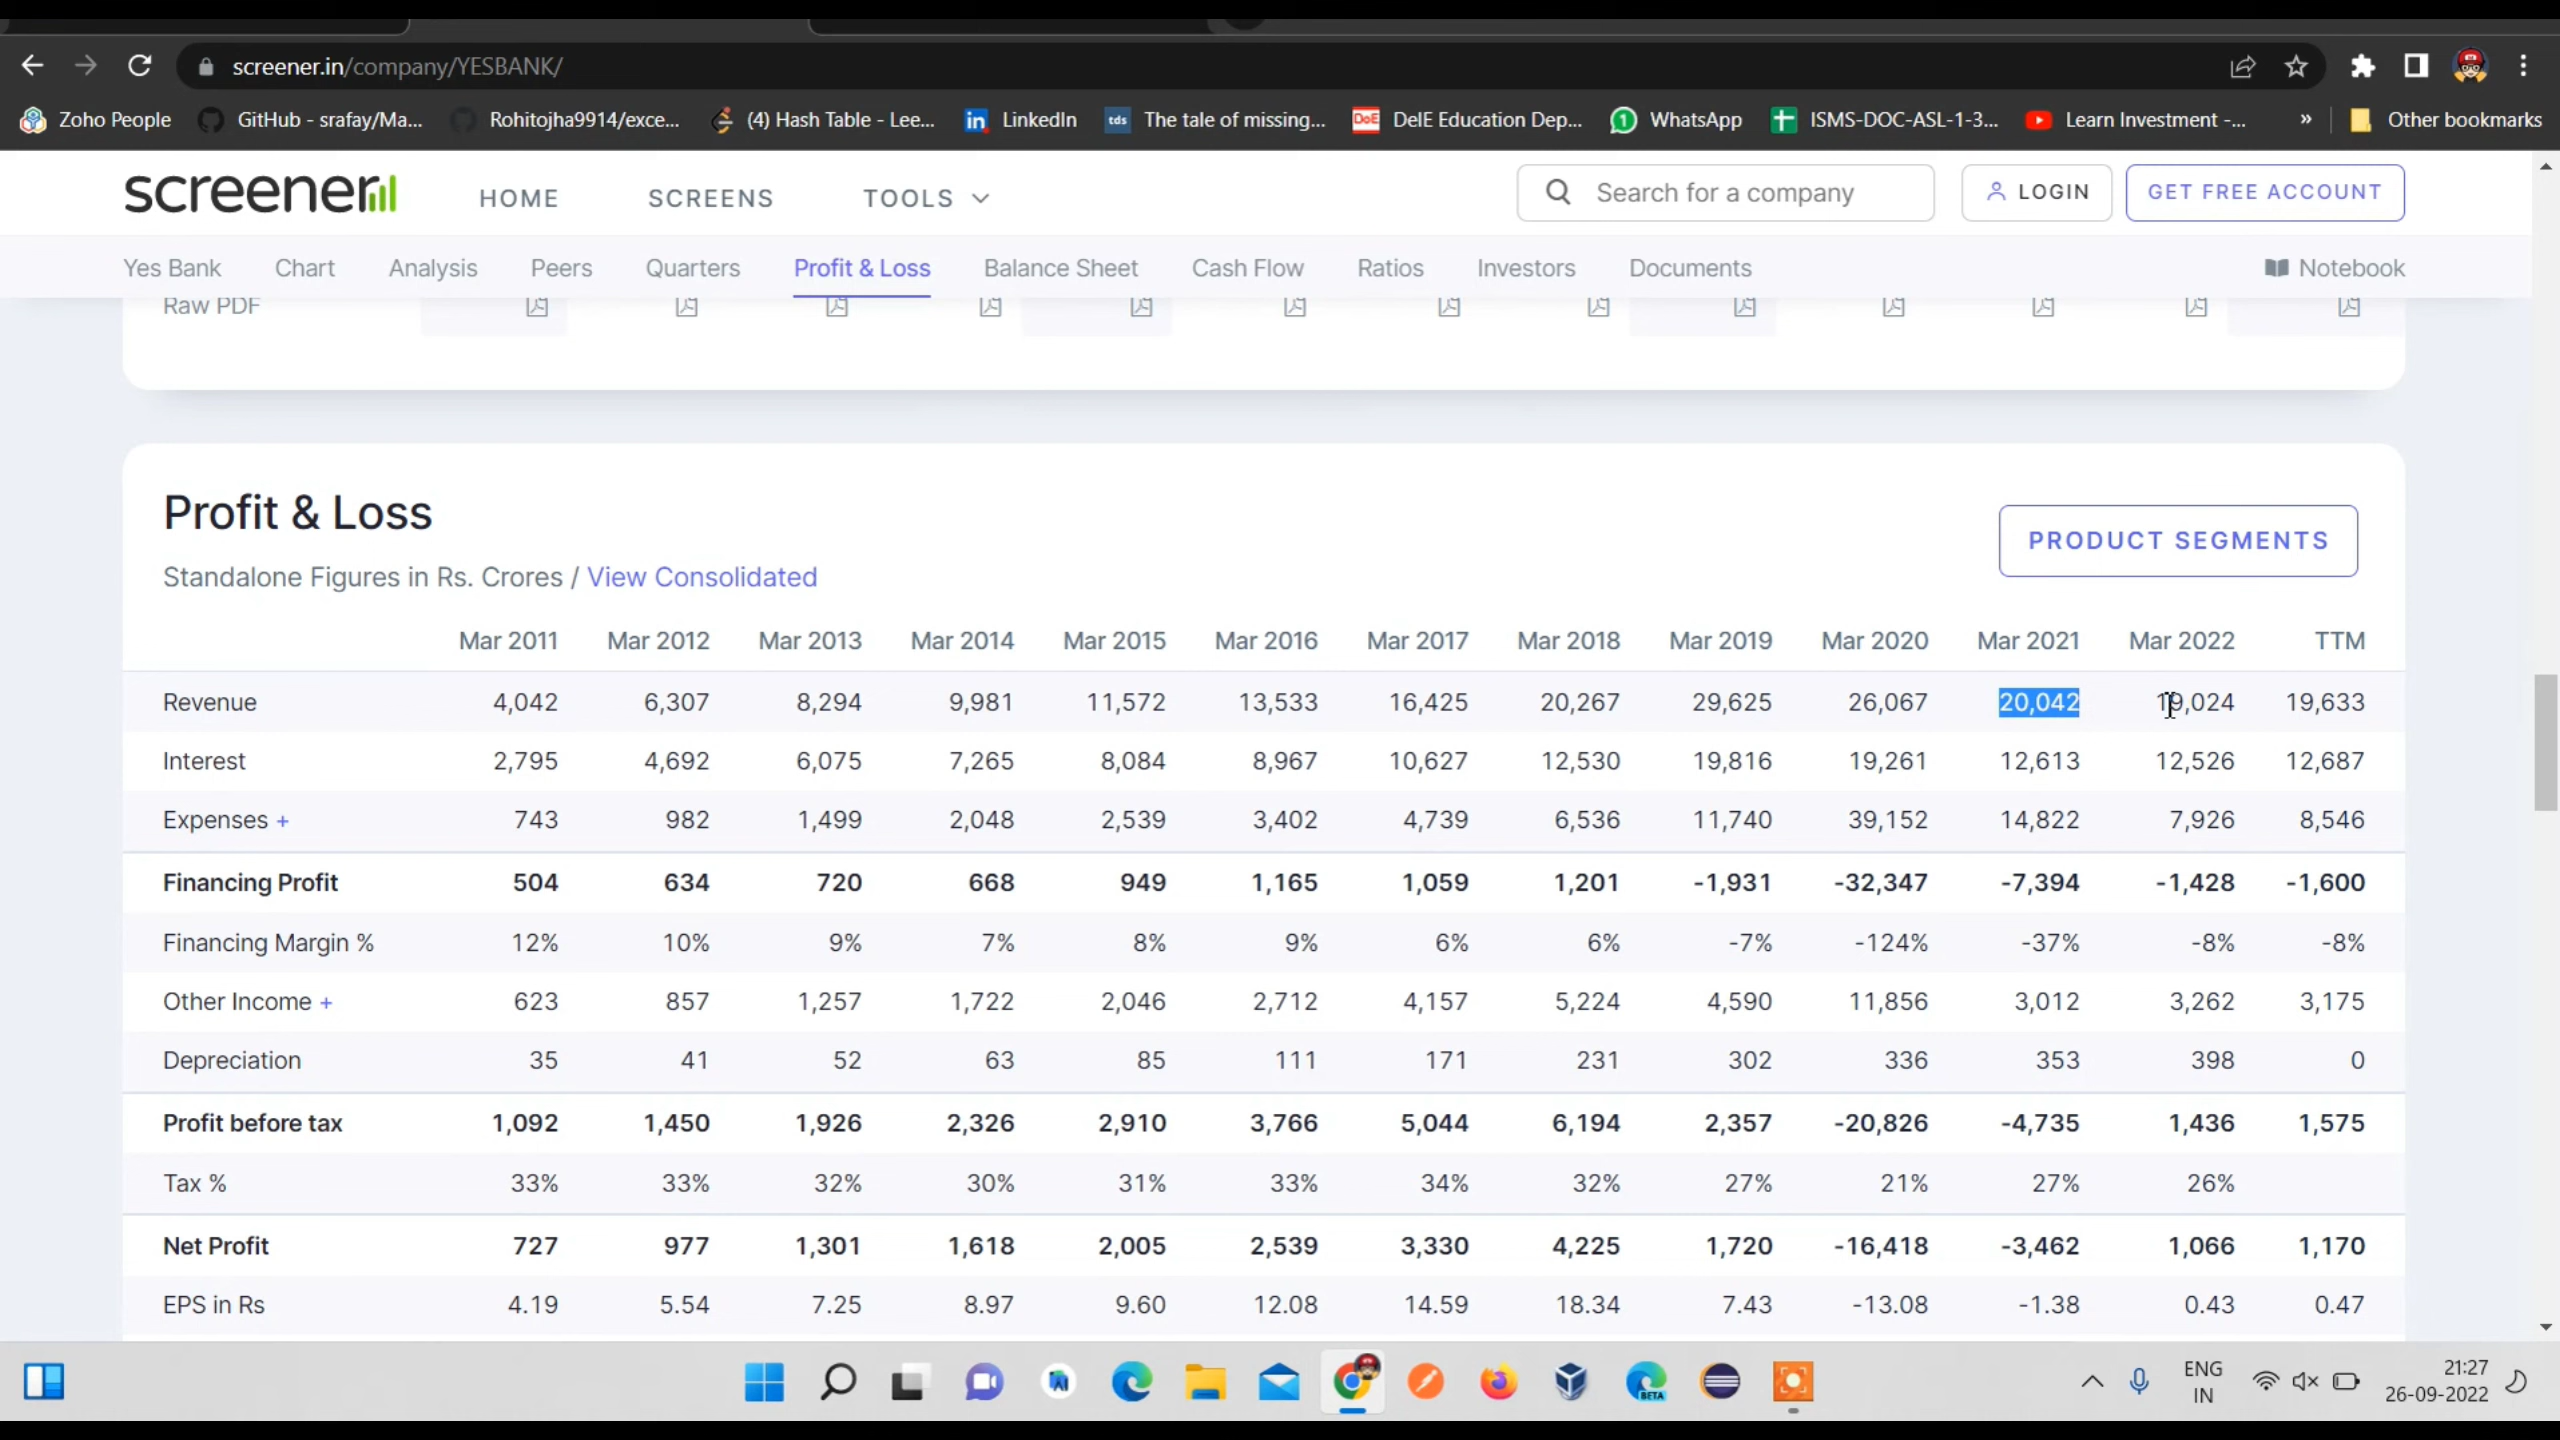 screener.in/company/YESBANK/
Zoho People GitHub - srafay/Ma... Rohitojha9914/exce... (4) Hash Table - Lee... in LinkedIn tds The tale of missing... DoE DelE Education Dep... 1 WhatsApp ISMS-DOC-ASL-1-3... Learn Investment -... » Other bookmarks
screener HOME SCREENS TOOLS Search for a company LOGIN GET FREE ACCOUNT
Yes Bank Chart Analysis Peers Quarters Profit & Loss Balance Sheet Cash Flow Ratios Investors Documents Notebook
Raw PDF
Profit & Loss
PRODUCT SEGMENTS
Standalone Figures in Rs. Crores / View Consolidated
Mar 2011 Mar 2012 Mar 2013 Mar 2014 Mar 2015 Mar 2016 Mar 2017 Mar 2018 Mar 2019 Mar 2020 Mar 2021 Mar 2022 TTM
Revenue 4,042 6,307 8,294 9,981 11,572 13,533 16,425 20,267 29,625 26,067 20,042 19,024 19,633
Interest 2,795 4,692 6,075 7,265 8,084 8,967 10,627 12,530 19,816 19,261 12,613 12,526 12,687
Expenses + 743 982 1,499 2,048 2,539 3,402 4,739 6,536 11,740 39,152 14,822 7,926 8,546
Financing Profit 504 634 720 668 949 1,165 1,059 1,201 -1,931 -32,347 -7,394 -1,428 -1,600
Financing Margin % 12% 10% 9% 7% 8% 9% 6% 6% -7% -124% -37% -8% -8%
Other Income + 623 857 1,257 1,722 2,046 2,712 4,157 5,224 4,590 11,856 3,012 3,262 3,175
Depreciation 35 41 52 63 85 111 171 231 302 336 353 398 0
Profit before tax 1,092 1,450 1,926 2,326 2,910 3,766 5,044 6,194 2,357 -20,826 -4,735 1,436 1,575
Tax % 33% 33% 32% 30% 31% 33% 34% 32% 27% 21% 27% 26%
Net Profit 727 977 1,301 1,618 2,005 2,539 3,330 4,225 1,720 -16,418 -3,462 1,066 1,170
EPS in Rs 4.19 5.54 7.25 8.97 9.60 12.08 14.59 18.34 7.43 -13.08 -1.38 0.43 0.47
BETA
ENG
IN
21:27
26-09-2022